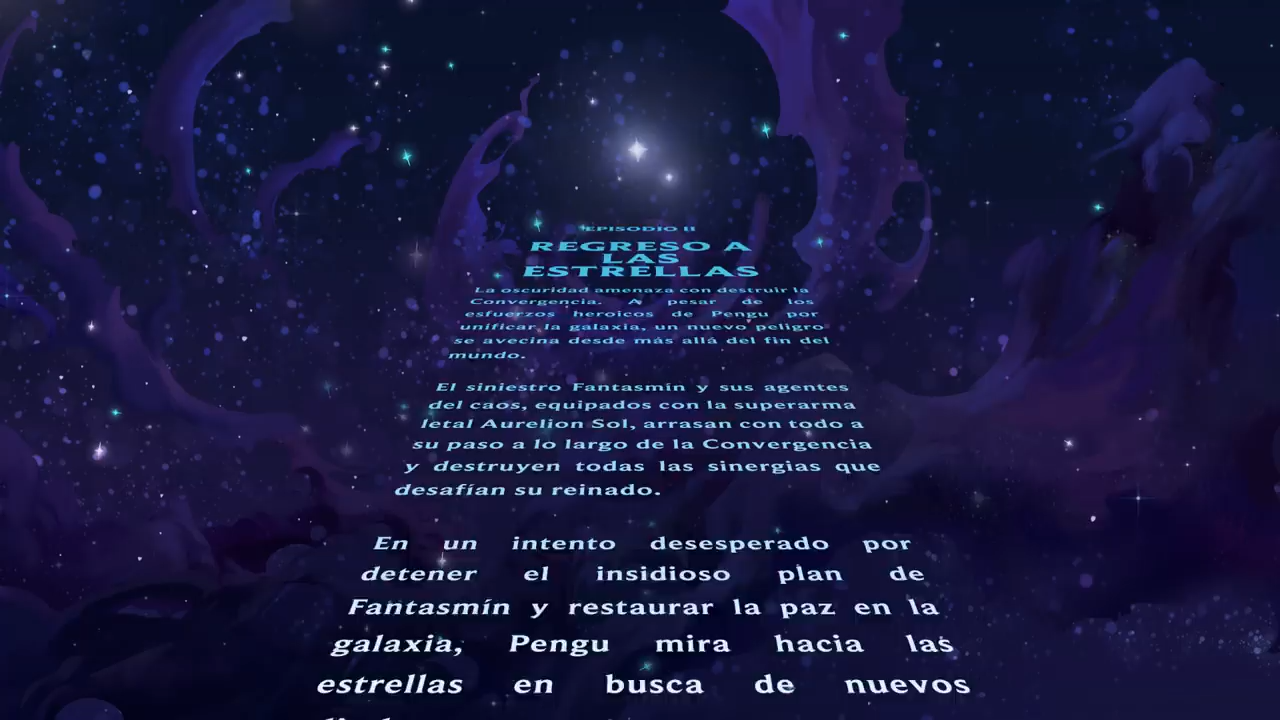 EPISODIO II
REGRESO A
LAS
ESTRELLAS
La oscuridad amenaza con destruir la
Convergencia. A pesar de los
esfuerzos heroicos de Pengu por
unificar la galaxia, un nuevo peligro
se avecina desde más allá del fin del
mundo.
El siniestro Fantasmín y sus agentes
del caos, equipados con la superarma
letal Aurelion Sol, arrasan con todo a
su paso a lo largo de la Convergencia
y destruyen todas las sinergias que
desafían su reinado.
En un intento desesperado por
detener el insidioso plan de
Fantasmín y restaurar la paz en la
galaxia, Pengu mira hacia las
estrellas en busca de nuevos